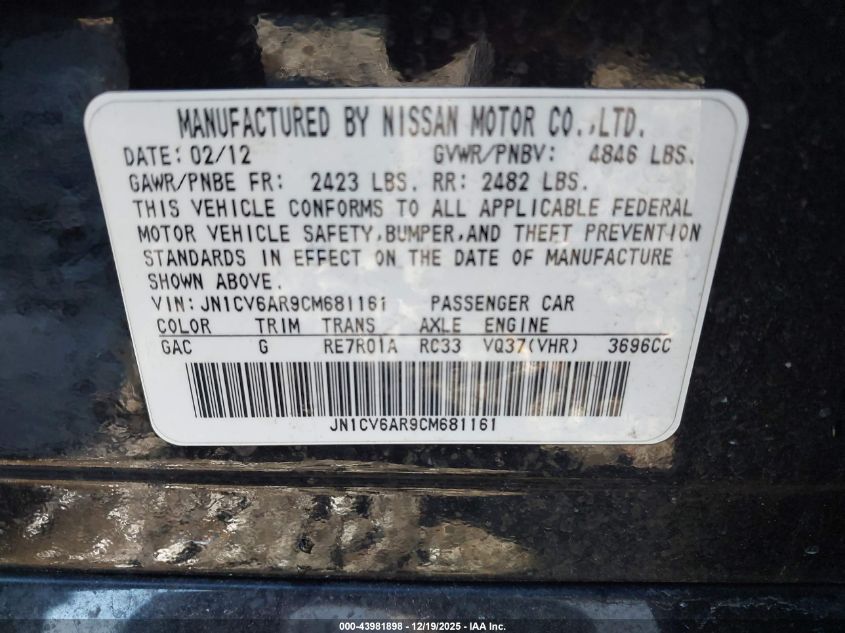 MANUFACTURED BY NISSAN MOTOR CO.,LTD.
DATE: 02/12 GVWR/PNBV: 4846 LBS.
GAWR/PNBE FR: 2423 LBS. RR: 2482 LBS.
THIS VEHICLE CONFORMS TO ALL APPLICABLE FEDERAL
MOTOR VEHICLE SAFETY,BUMPER,AND THEFT PREVENTION
STANDARDS IN EFFECT ON THE DATE OF MANUFACTURE
SHOWN ABOVE.
VIN: JN1CV6AR9CM681161 PASSENGER CAR
COLOR TRIM TRANS AXLE ENGINE
GAC G RE7R01A RC33 VQ37(VHR) 3696CC
JN1CV6AR9CM681161
000-43981898 - 12/19/2025 - IAA Inc.